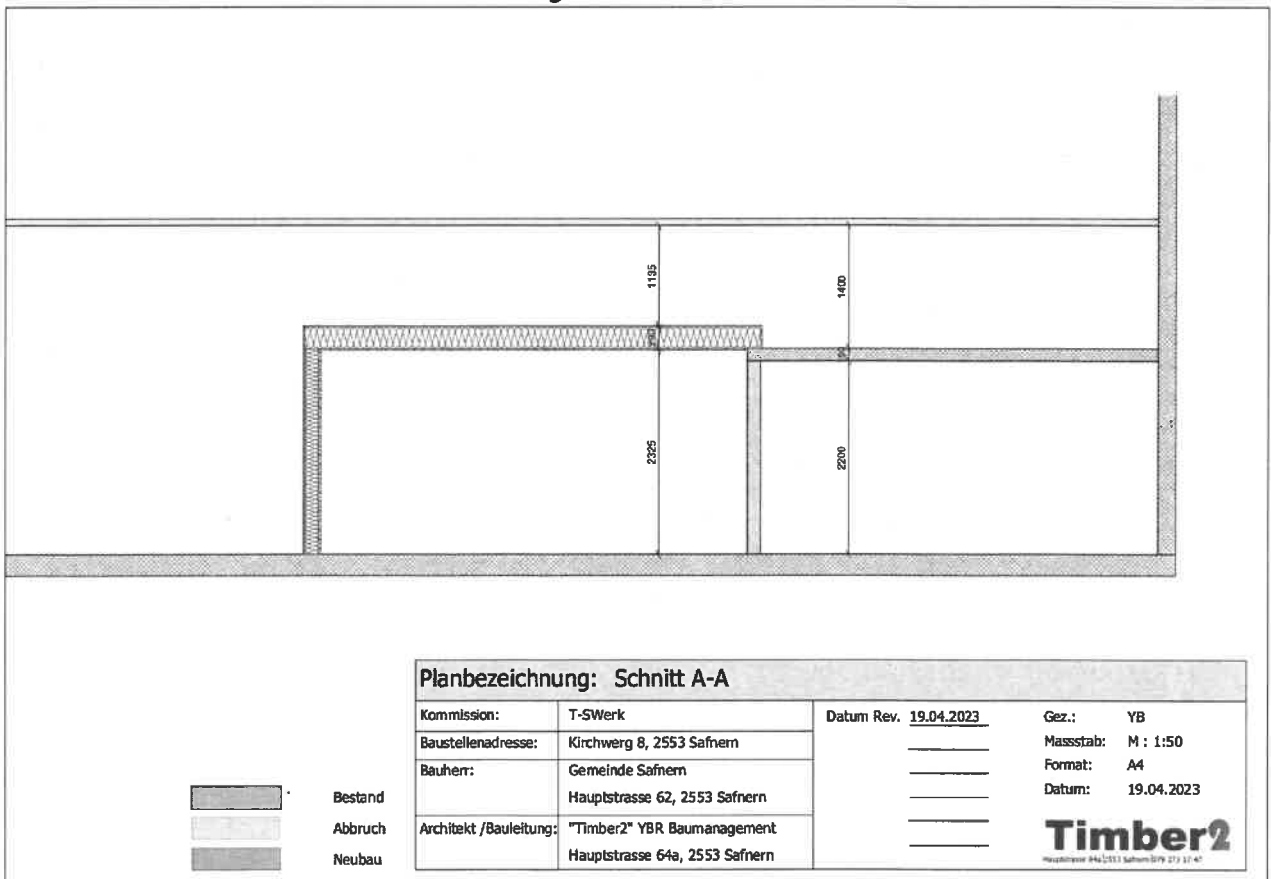 1195
1400
2325
2200
Planbezeichnung: Schnitt A-A
Kommission: T-SWerk
Baustellenadresse: Kirchwerg 8, 2553 Safnern
Bauherr: Gemeinde Safnern
Hauptstrasse 62, 2553 Safnern
Architekt /Bauleitung: "Timber2" YBR Baumanagement
Hauptstrasse 64a, 2553 Safnern
Datum Rev. 19.04.2023
Gez.: YB
Massstab: M : 1:50
Format: A4
Datum: 19.04.2023
Timber2
Bestand
Abbruch
Neubau